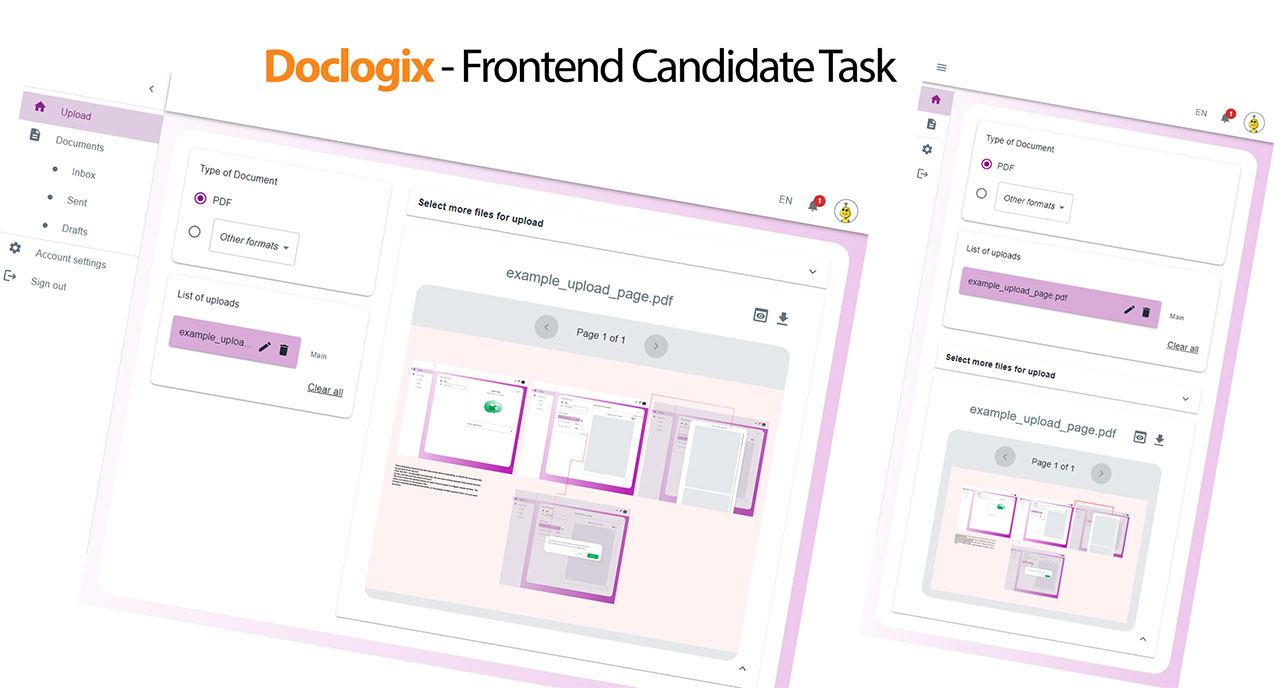 Doclogix - Frontend Candidate Task
Upload
Documents
Inbox
Sent
Drafts
Account settings
Sign out
EN
1
Type of Document
PDF
Other formats
List of uploads
example_uploa...
Main
Clear all
Select more files for upload
example_upload_page.pdf
Page 1 of 1
EN
1
Type of Document
PDF
Other formats
List of uploads
example_upload_page.pdf
Main
Clear all
Select more files for upload
example_upload_page.pdf
Page 1 of 1